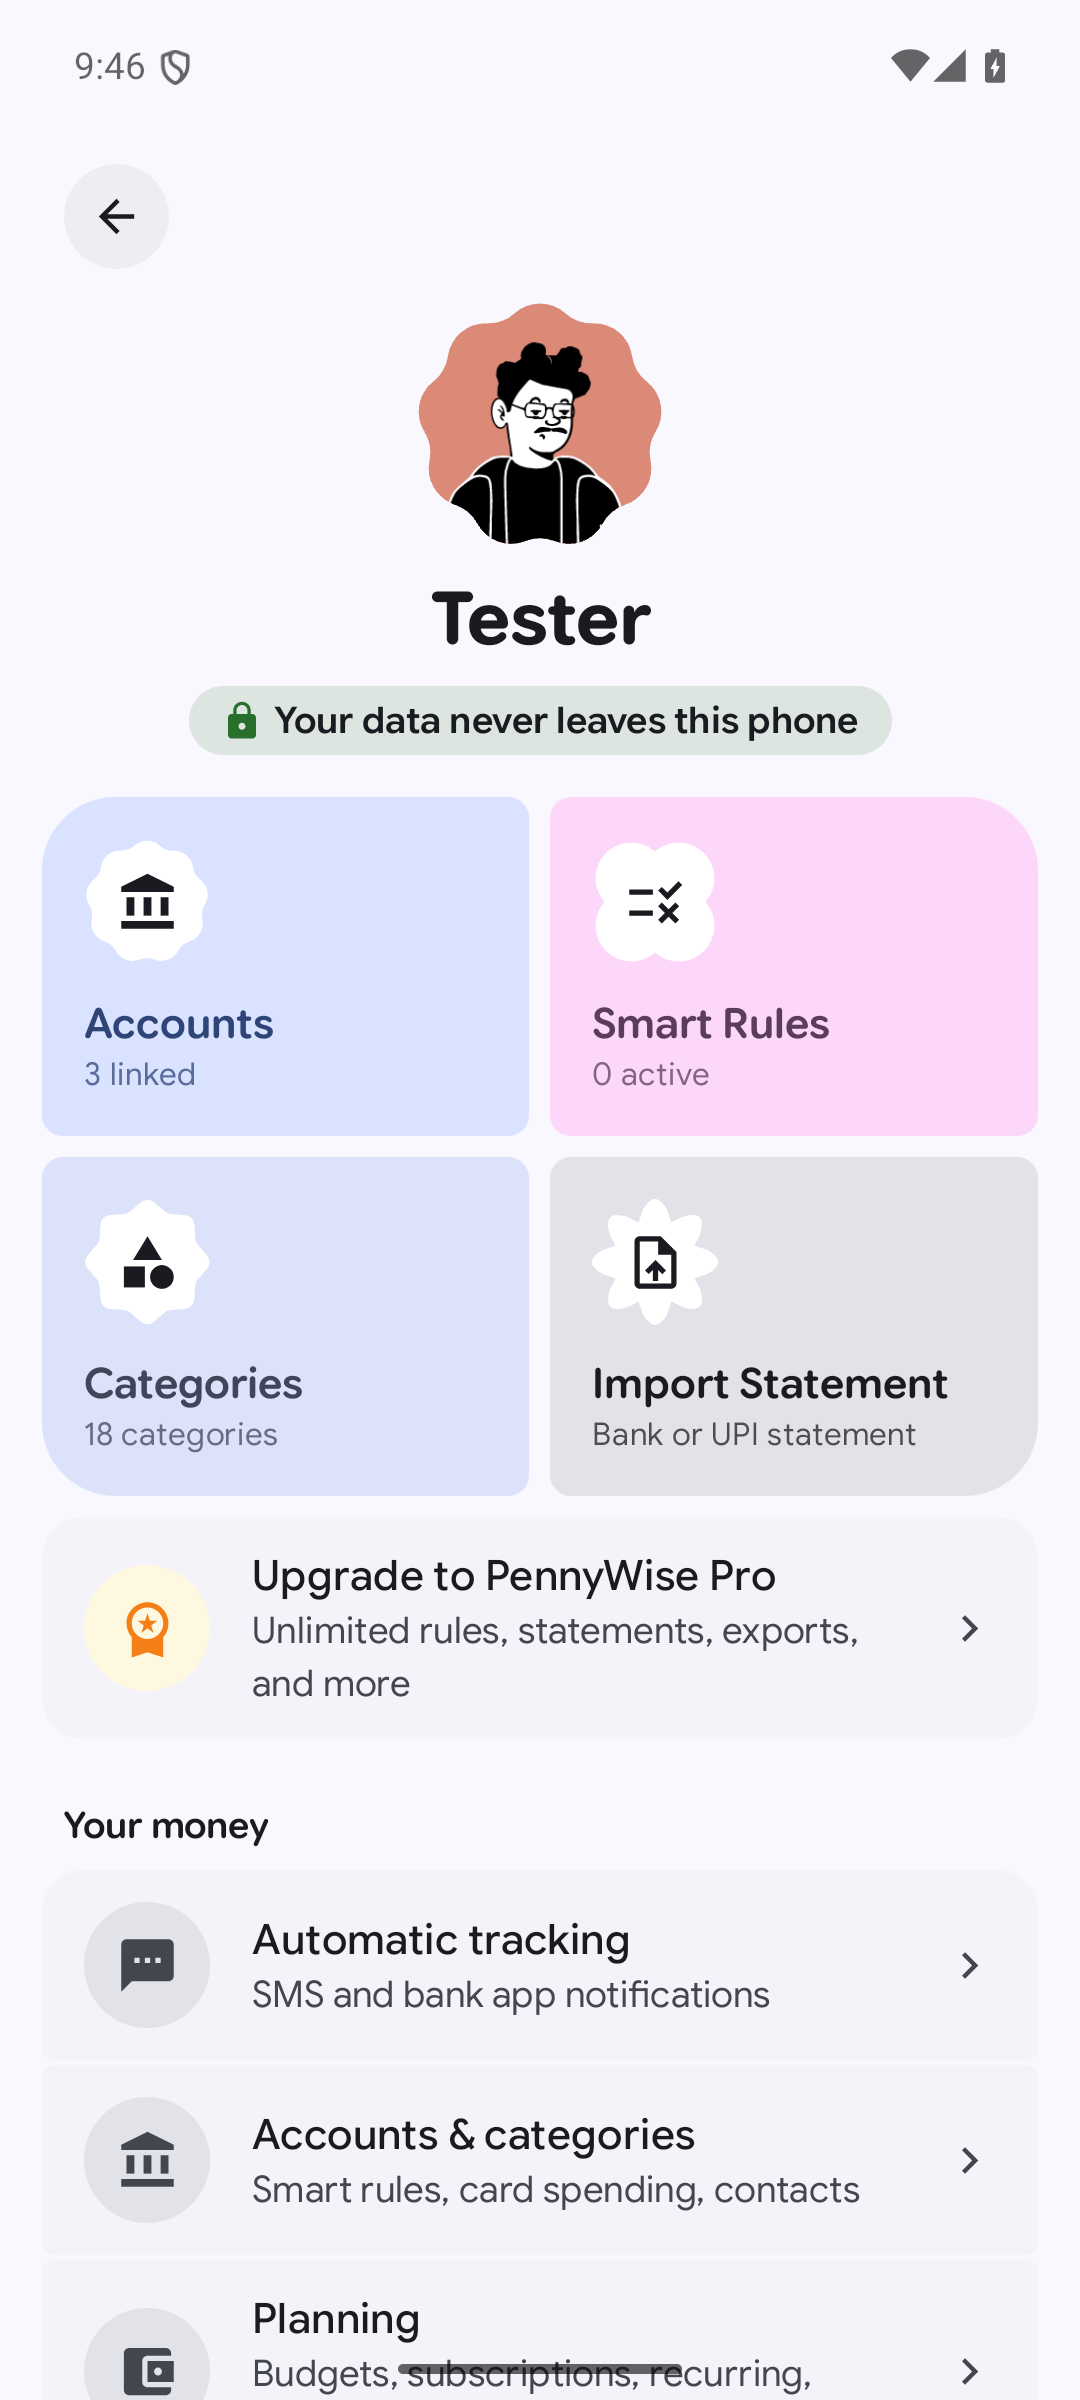 9:46
Tester
Your data never leaves this phone
Accounts
3 linked
Smart Rules
0 active
Categories
18 categories
Import Statement
Bank or UPI statement
Upgrade to PennyWise Pro
Unlimited rules, statements, exports,
and more
Your money
Automatic tracking
SMS and bank app notifications
Accounts & categories
Smart rules, card spending, contacts
Planning
Budgets, subscriptions, recurring,